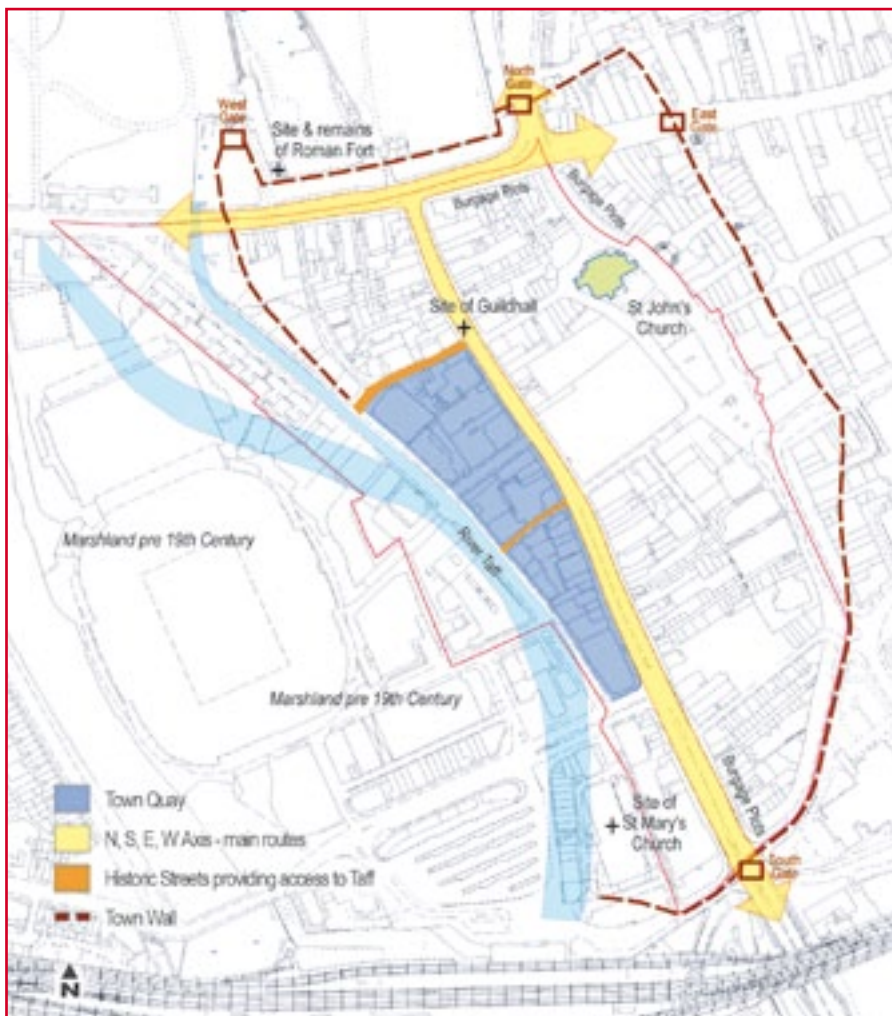 North
Gate
West
Gate
East
Gate
Site & remains
of Roman Fort
Burgage Plots
Burgage Plots
Site of Guildhall
St John's
Church
Marshland pre 19th Century
River Taff
Marshland pre 19th Century
Burgage Plots
Site of
St Mary's
Church
South
Gate
Town Quay
N, S, E, W Axis - main routes
Historic Streets providing access to Taff
Town Wall
N